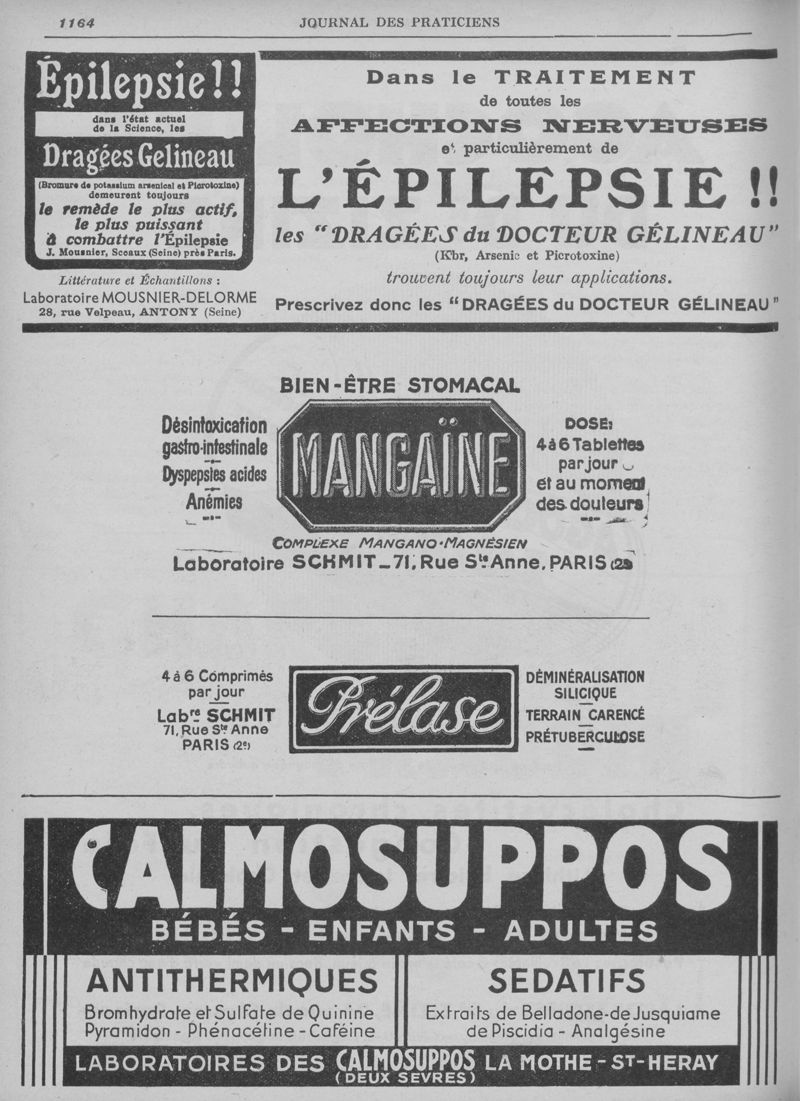 1164
JOURNAL DES PRATICIENS
Épilepsie!!
dans l'état actuel
de la Science, les
Dragées Gelineau
(Bromure de potassium arsenical et Picrotoxine)
demeurent toujours
le remède le plus actif,
le plus puissant
à combattre l'Épilepsie
J. Mousnier, Sceaux (Seine) près Paris.
Littérature et Échantillons :
Laboratoire MOUSNIER-DELORME
28, rue Velpeau, ANTONY (Seine)
Dans le TRAITEMENT
de toutes les
AFFECTIONS NERVEUSES
et particulièrement de
L'ÉPILEPSIE !!
les "DRAGÉES du DOCTEUR GÉLINEAU"
(Kbr, Arsenic et Picrotoxine)
trouvent toujours leur applications.
Prescrivez donc les "DRAGÉES du DOCTEUR GÉLINEAU"
BIEN-ÊTRE STOMACAL
Désintoxication
gastro-intestinale
Dyspepsies acides
Anémies
MANGAÏNE
DOSE:
4 à 6 Tablettes
par jour
et au moment
des douleurs
COMPLEXE MANGANO-MAGNÉSIEN
Laboratoire SCHMIT_71, Rue Ste Anne, PARIS (2e)
4 à 6 Comprimés
par jour
Labre SCHMIT
71, Rue Ste Anne
PARIS (2e)
Prélase
DÉMINÉRALISATION
SILICIQUE
TERRAIN CARENCÉ
PRÉTUBERCULOSE
CALMOSUPPOS
BÉBÉS - ENFANTS - ADULTES
ANTITHERMIQUES
Bromhydrate et Sulfate de Quinine
Pyramidon - Phénacétine - Caféine
SEDATIFS
Extraits de Belladone-de Jusquiame
de Piscidia - Analgésine
LABORATOIRES DES CALMOSUPPOS LA MOTHE-ST-HERAY
(DEUX SEVRES)